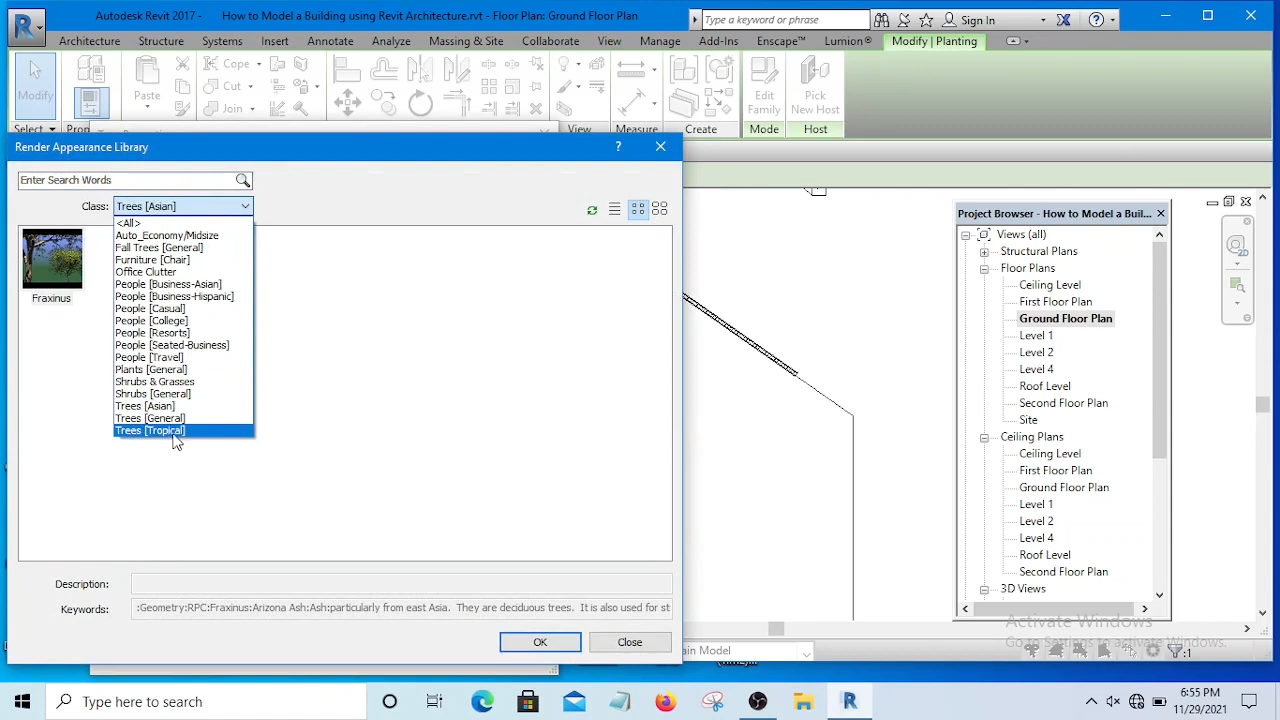 Autodesk Revit 2017 - How to Model a Building using Revit Architecture.rvt - Floor Plan: Ground Floor Plan
Type a keyword or phrase
Sign In
Architecture Structure Systems Insert Annotate Analyze Massing & Site Collaborate View Manage Add-Ins Enscape™ Lumion® Modify | Planting
Modify
Paste
Cope
Cut
Join
Edit Family
Pick New Host
Select
View Measure Create Mode Host
Render Appearance Library
Enter Search Words
Class: Trees [Asian]
<All>
Auto_Economy/Midsize
Fall Trees [General]
Furniture [Chair]
Office Clutter
People [Business-Asian]
People [Business-Hispanic]
People [Casual]
People [College]
People [Resorts]
People [Seated-Business]
People [Travel]
Plants [General]
Shrubs & Grasses
Shrubs [General]
Trees [Asian]
Trees [General]
Trees [Tropical]
Fraxinus
Description:
Keywords: :Geometry:RPC:Fraxinus:Arizona Ash:Ash:particularly from east Asia. They are deciduous trees. It is also used for st
OK
Close
Project Browser - How to Model a Buil...
Views (all)
Structural Plans
Floor Plans
Ceiling Level
First Floor Plan
Ground Floor Plan
Level 1
Level 2
Level 4
Roof Level
Second Floor Plan
Site
Ceiling Plans
Ceiling Level
First Floor Plan
Ground Floor Plan
Level 1
Level 2
Level 4
Roof Level
Second Floor Plan
3D Views
2D
Activate Windows
Go to Settings to activate Windows.
:1
Type here to search
6:55 PM
11/29/2021